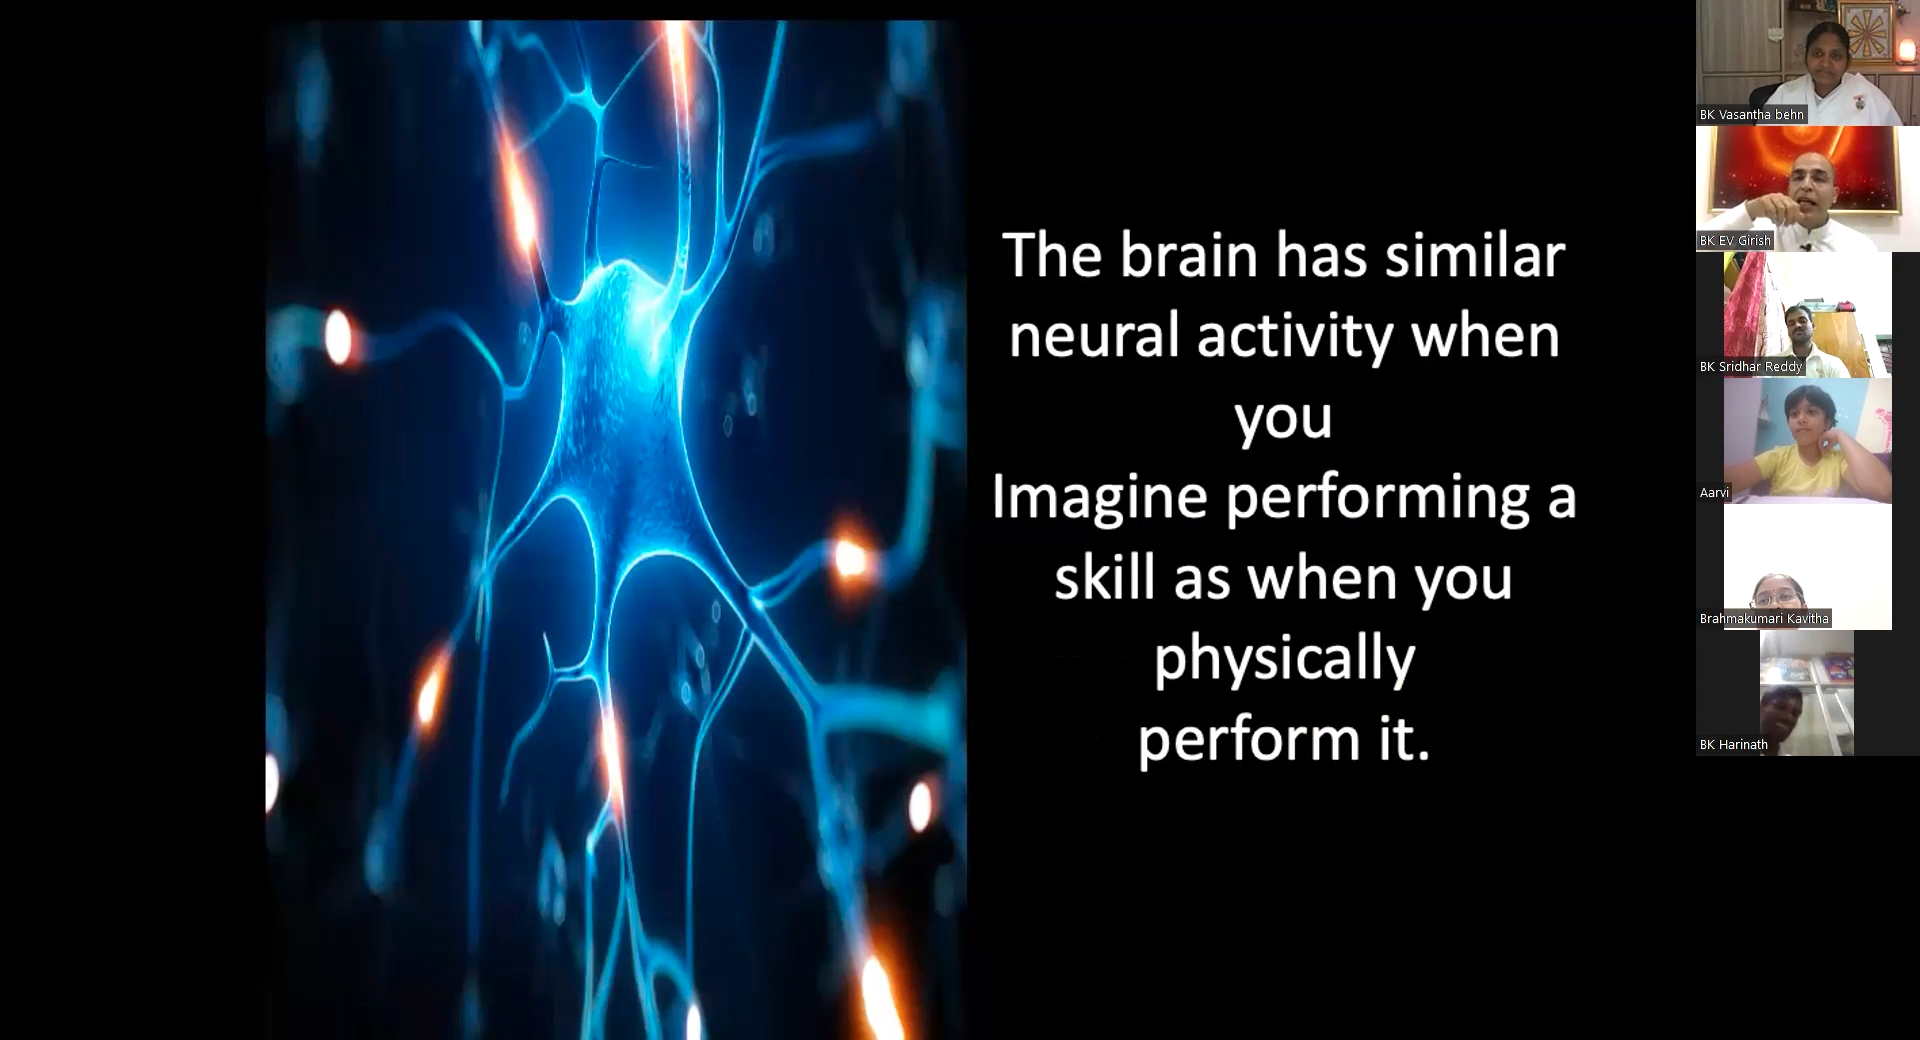 The brain has similar
neural activity when
you
Imagine performing a
skill as when you
physically
perform it.
BK Vasantha behn
BK EV Girish
BK Sridhar Reddy
Aarvi
Brahmakumari Kavitha
BK Harinath